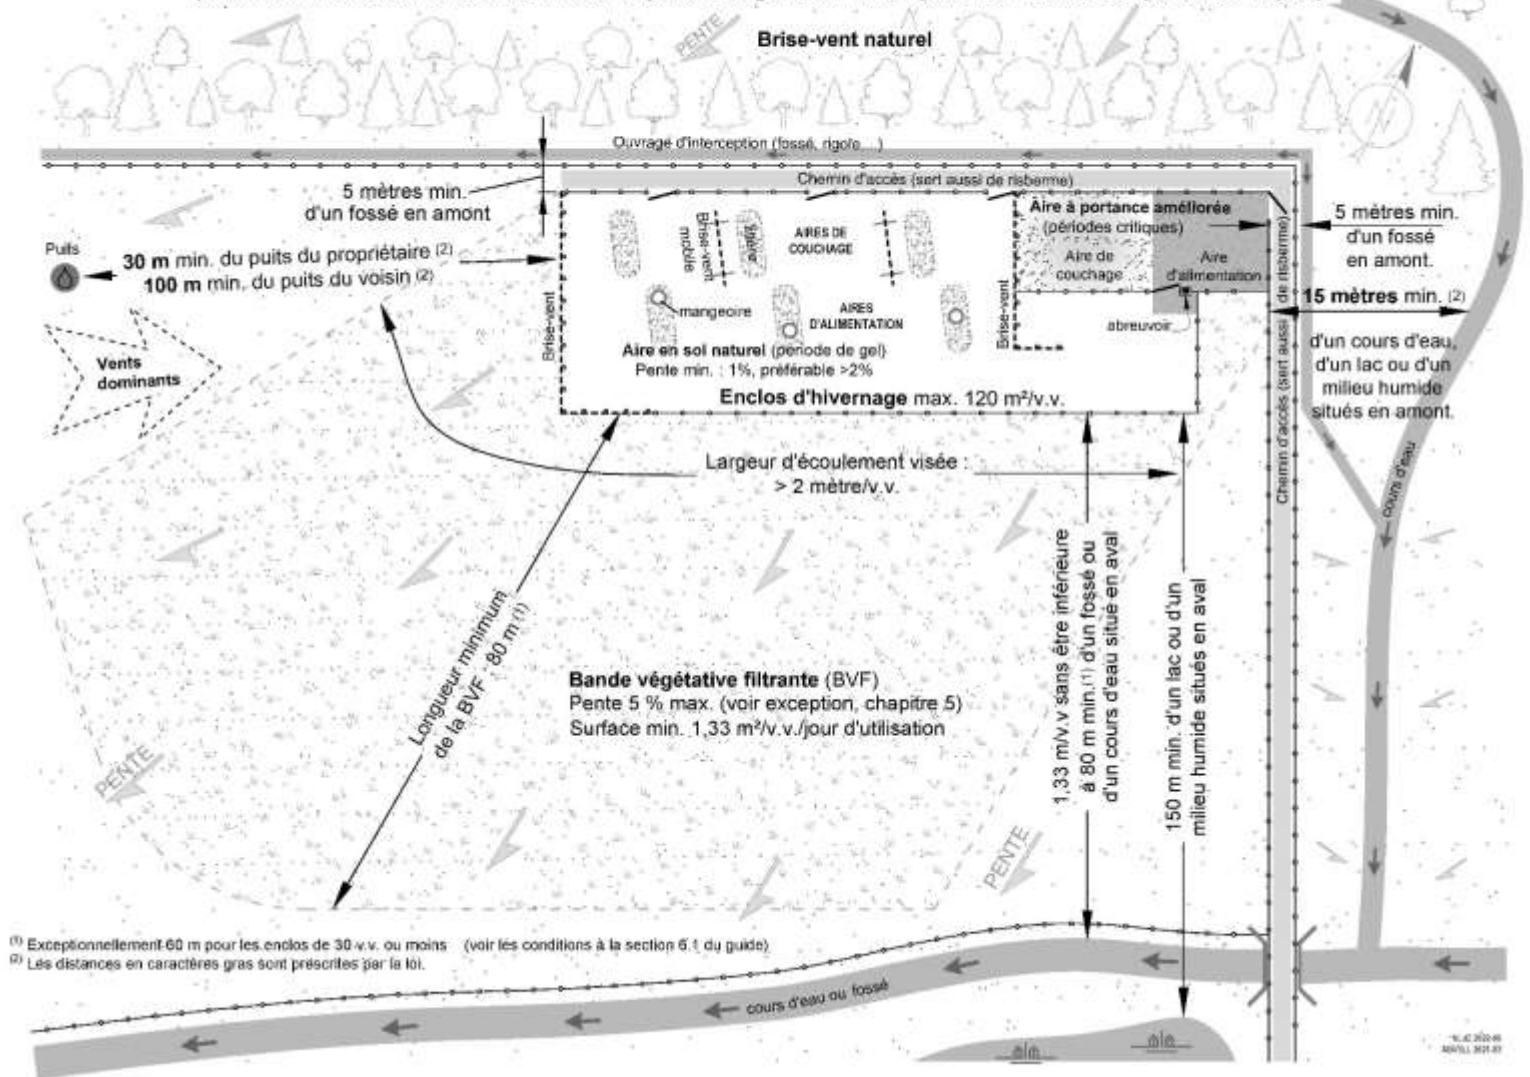 PENTE
Brise-vent naturel
Ouvrage d'interception (fossé, rigole....)
Chemin d'accès (sert aussi de risberme)
5 mètres min.
d'un fossé en amont
Puits
30 m min. du puits du propriétaire (2)
100 m min. du puits du voisin (2)
Vents
dominants
Brise-vent
Brise-vent
mobile
litière
AIRES DE
COUCHAGE
mangeoire
AIRES
D'ALIMENTATION
Aire en sol naturel (période de gel)
Pente min. : 1%, préférable >2%
Enclos d'hivernage max. 120 m²/v.v.
Brise-vent
Aire à portance améliorée
(périodes critiques)
Aire de
couchage
Aire
d'alimentation
abreuvoir
Chemin d'accès (sert aussi de risberme)
5 mètres min.
d'un fossé
en amont.
15 mètres min. (2)
d'un cours d'eau,
d'un lac ou d'un
milieu humide
situés en amont.
cours d'eau
Largeur d'écoulement visée :
> 2 mètre/v.v.
Longueur minimum
de la BVF : 80 m (1)
Bande végétative filtrante (BVF)
Pente 5 % max. (voir exception, chapitre 5)
Surface min. 1,33 m²/v.v./jour d'utilisation
1,33 m/v.v sans être inférieure
à 80 m min.(1) d'un fossé ou
d'un cours d'eau situé en aval
150 m min. d'un lac ou d'un
milieu humide situés en aval
PENTE
PENTE
(1) Exceptionnellement 60 m pour les enclos de 30 v.v. ou moins (voir les conditions à la section 6.1 du guide)
(2) Les distances en caractères gras sont prescrites par la loi.
cours d'eau ou fossé